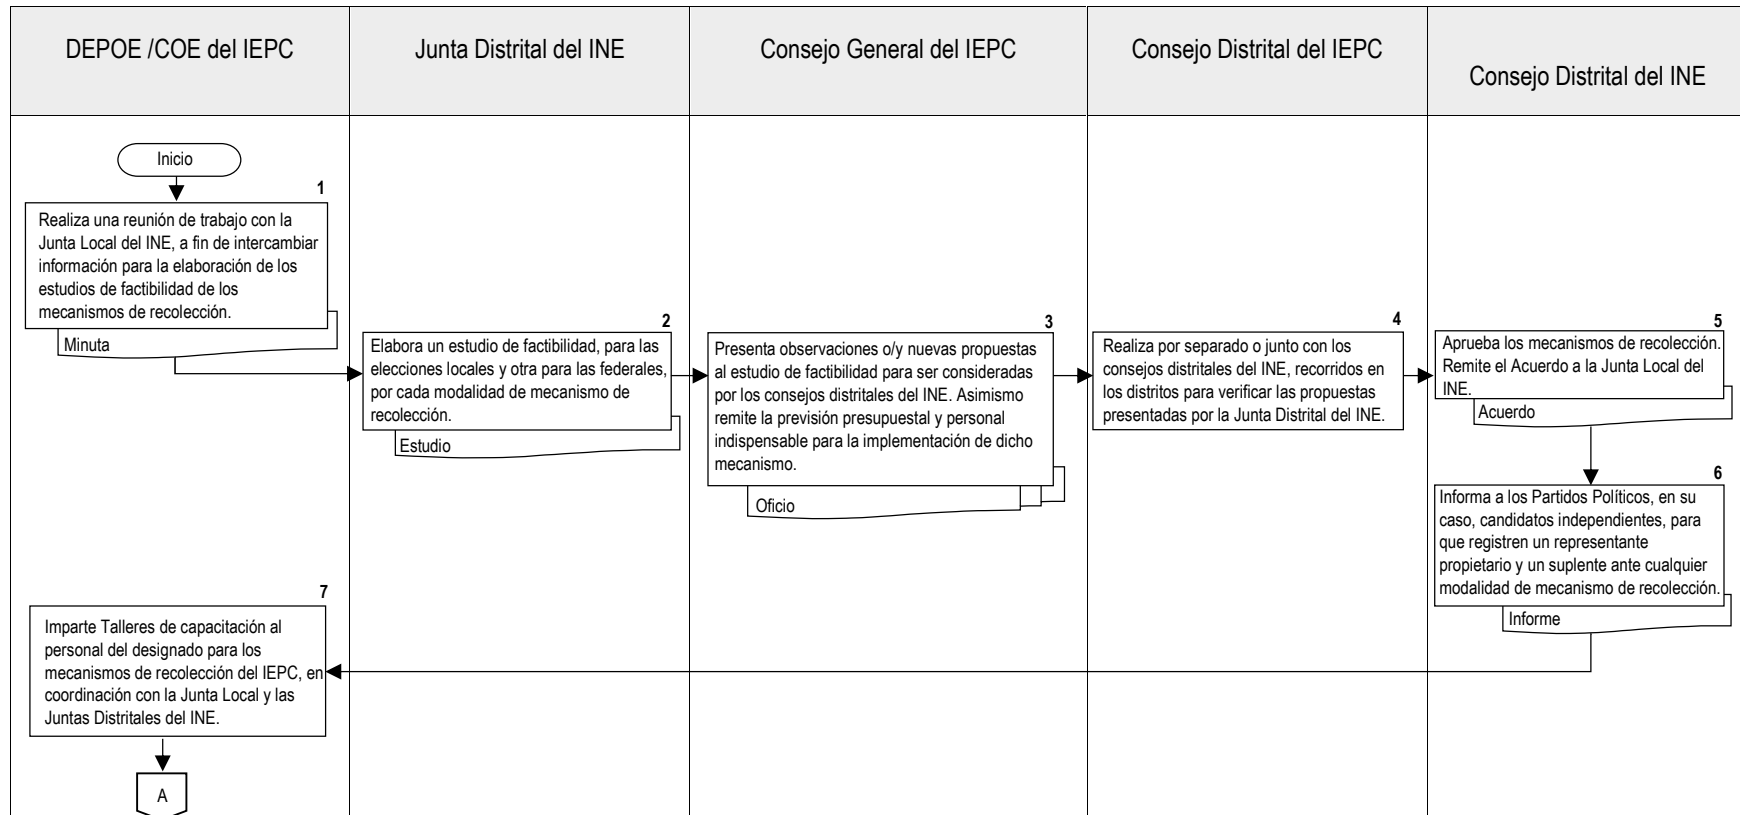 DEPOE /COE del IEPC
Junta Distrital del INE
Consejo General del IEPC
Consejo Distrital del IEPC
Consejo Distrital del INE
Inicio
1
Realiza una reunión de trabajo con la
Junta Local del INE, a fin de intercambiar
información para la elaboración de los
estudios de factibilidad de los
mecanismos de recolección.
Minuta
2
Elabora un estudio de factibilidad, para las
elecciones locales y otra para las federales,
por cada modalidad de mecanismo de
recolección.
Estudio
3
Presenta observaciones o/y nuevas propuestas
al estudio de factibilidad para ser consideradas
por los consejos distritales del INE. Asimismo
remite la previsión presupuestal y personal
indispensable para la implementación de dicho
mecanismo.
Oficio
4
Realiza por separado o junto con los
consejos distritales del INE, recorridos en
los distritos para verificar las propuestas
presentadas por la Junta Distrital del INE.
5
Aprueba los mecanismos de recolección.
Remite el Acuerdo a la Junta Local del
INE.
Acuerdo
6
Informa a los Partidos Políticos, en su
caso, candidatos independientes, para
que registren un representante
propietario y un suplente ante cualquier
modalidad de mecanismo de recolección.
Informe
7
Imparte Talleres de capacitación al
personal del designado para los
mecanismos de recolección del IEPC, en
coordinación con la Junta Local y las
Juntas Distritales del INE.
A